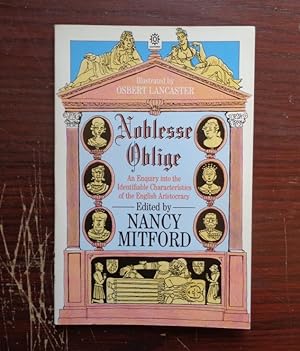 Illustrated by
OSBERT LANCASTER
Noblesse
Oblige
An Enquiry into the
Identifiable Characteristics
of the English Aristocracy
Edited by
NANCY
MITFORD